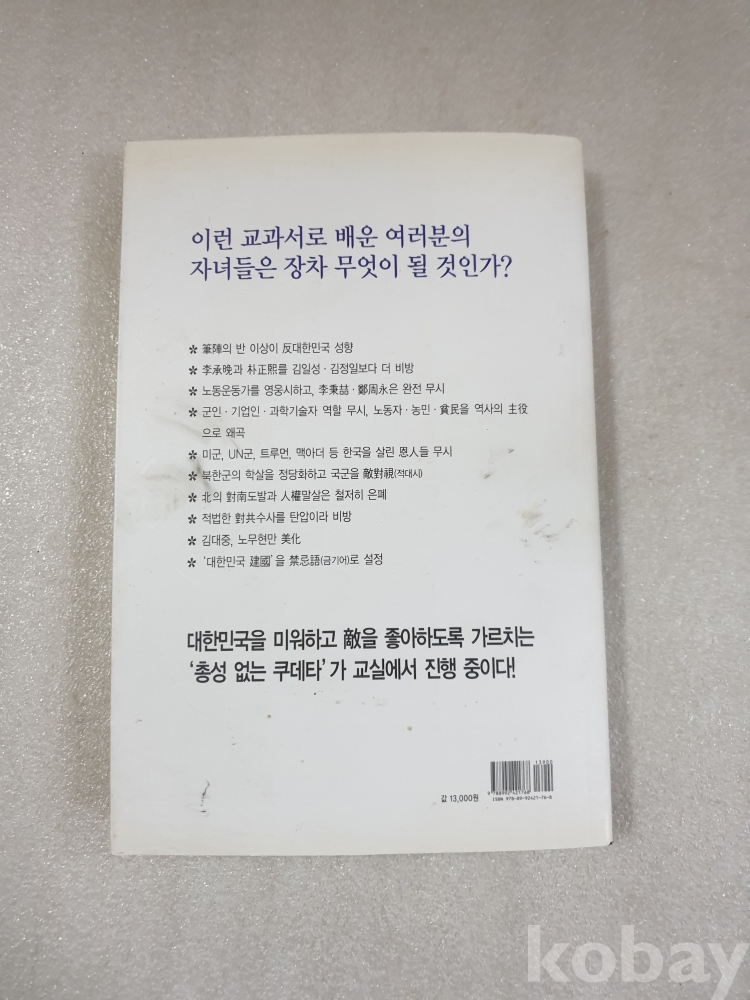 이런 교과서로 배운 여러분의
자녀들은 장차 무엇이 될 것인가?
✽ 筆陣의 반 이상이 反대한민국 성향
✽ 李承晩과 朴正熙를 김일성·김정일보다 더 비방
✽ 노동운동가를 영웅시하고, 李秉喆·鄭周永은 완전 무시
✽ 군인·기업인·과학기술자 역할 무시, 노동자·농민·貧民을 역사의 主役
으로 왜곡
✽ 미군, UN군, 트루먼, 맥아더 등 한국을 살린 恩人들 무시
✽ 북한군의 학살을 정당화하고 국군을 敵對視(적대시)
✽ 北의 對南도발과 人權말살은 철저히 은폐
✽ 적법한 對共수사를 탄압이라 비방
✽ 김대중, 노무현만 美化
✽ '대한민국 建國'을 禁忌語(금기어)로 설정
대한민국을 미워하고 敵을 좋아하도록 가르치는
'총성 없는 쿠데타'가 교실에서 진행 중이다!
13900
값 13,000원
9 788992 421768
ISBN 978-89-92421-76-8
kobay